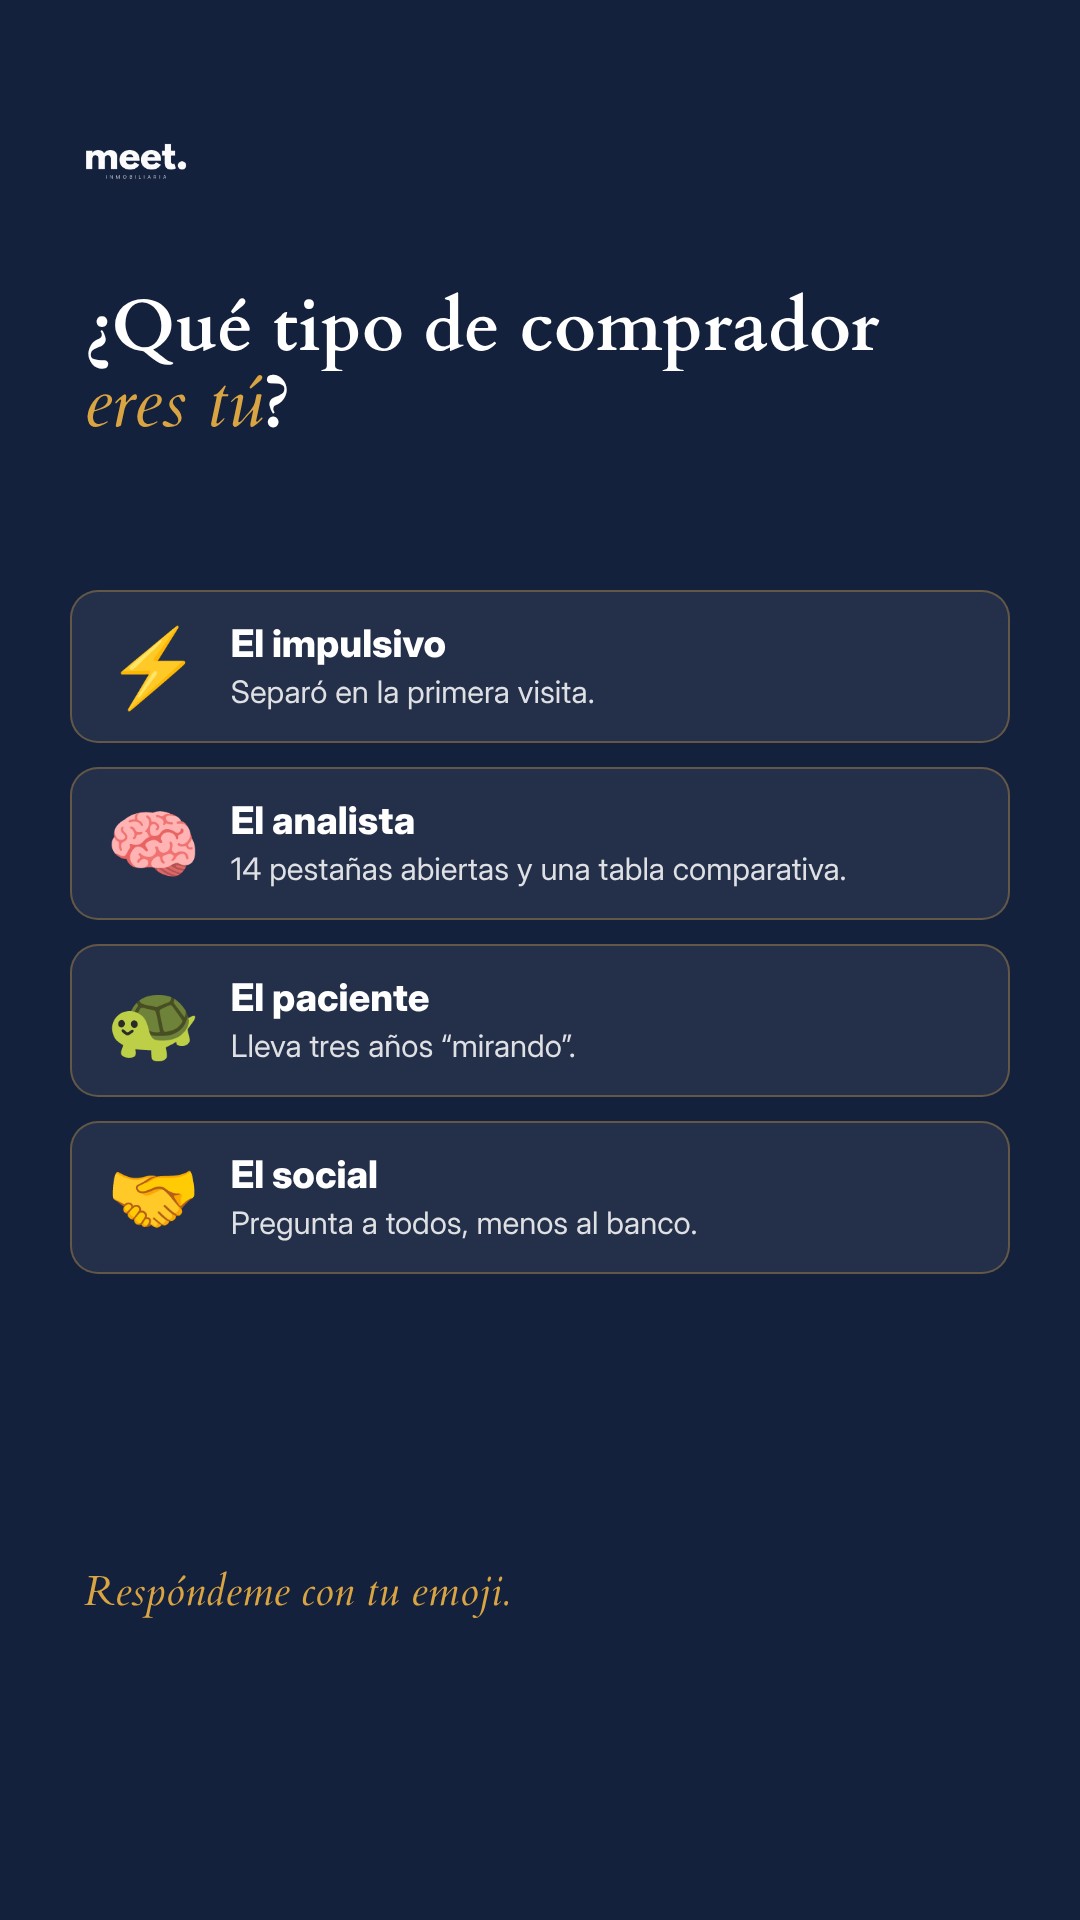 meet.
INMOBILIARIA
¿Qué tipo de comprador
eres tú?
El impulsivo
Separó en la primera visita.
El analista
14 pestañas abiertas y una tabla comparativa.
El paciente
Lleva tres años “mirando”.
El social
Pregunta a todos, menos al banco.
Respóndeme con tu emoji.